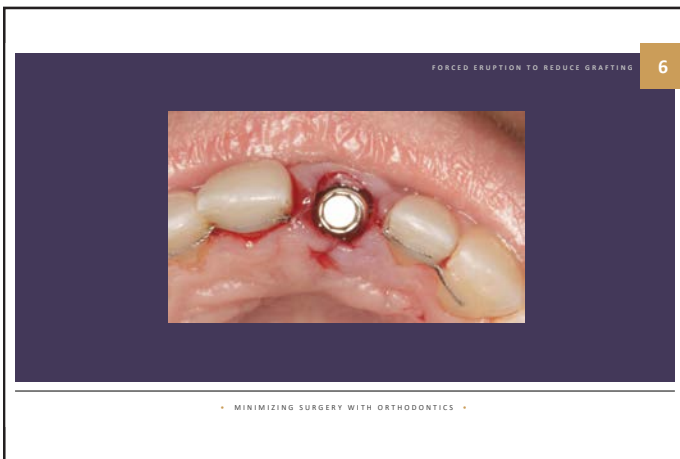 FORCED ERUPTION TO REDUCE GRAFTING 6
• MINIMIZING SURGERY WITH ORTHODONTICS •